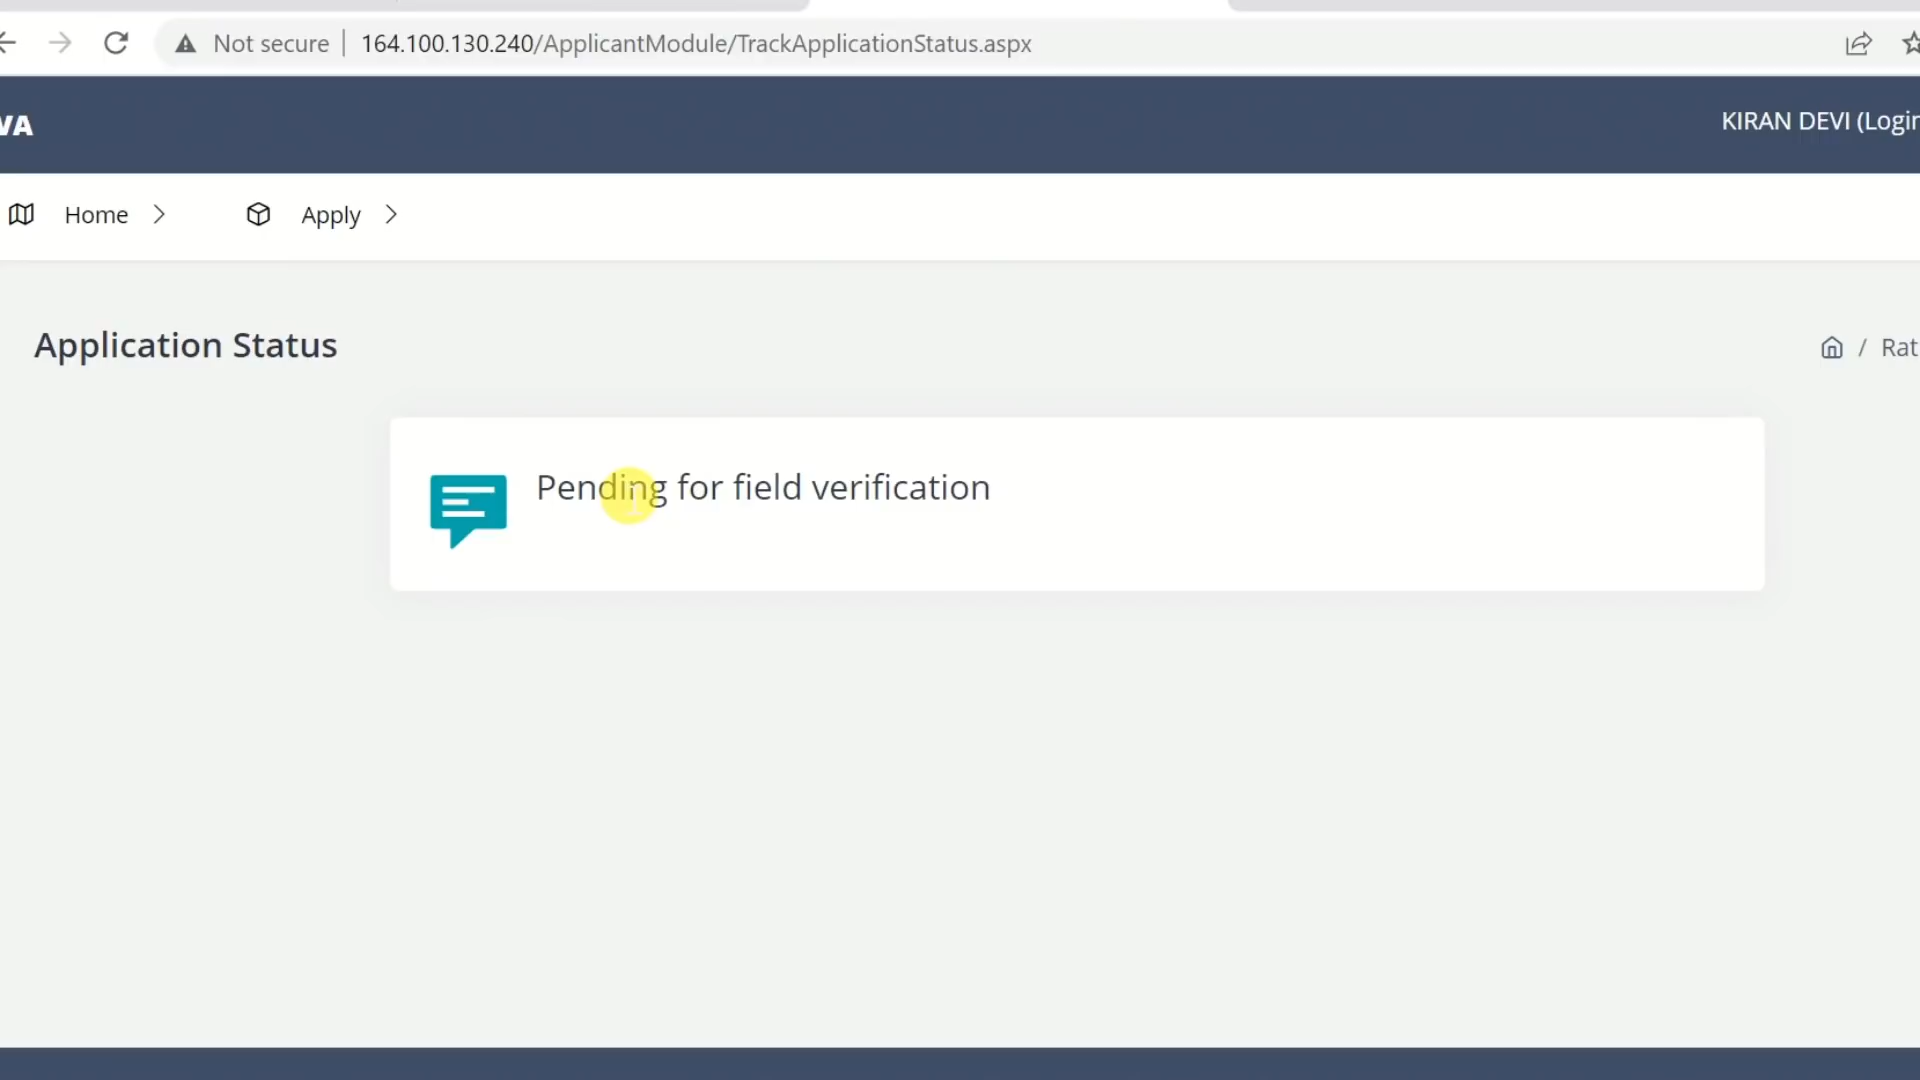 Not secure | 164.100.130.240/ApplicantModule/TrackApplicationStatus.aspx
VA
KIRAN DEVI (Login
Home
Apply
Application Status
/ Rat
Pending for field verification